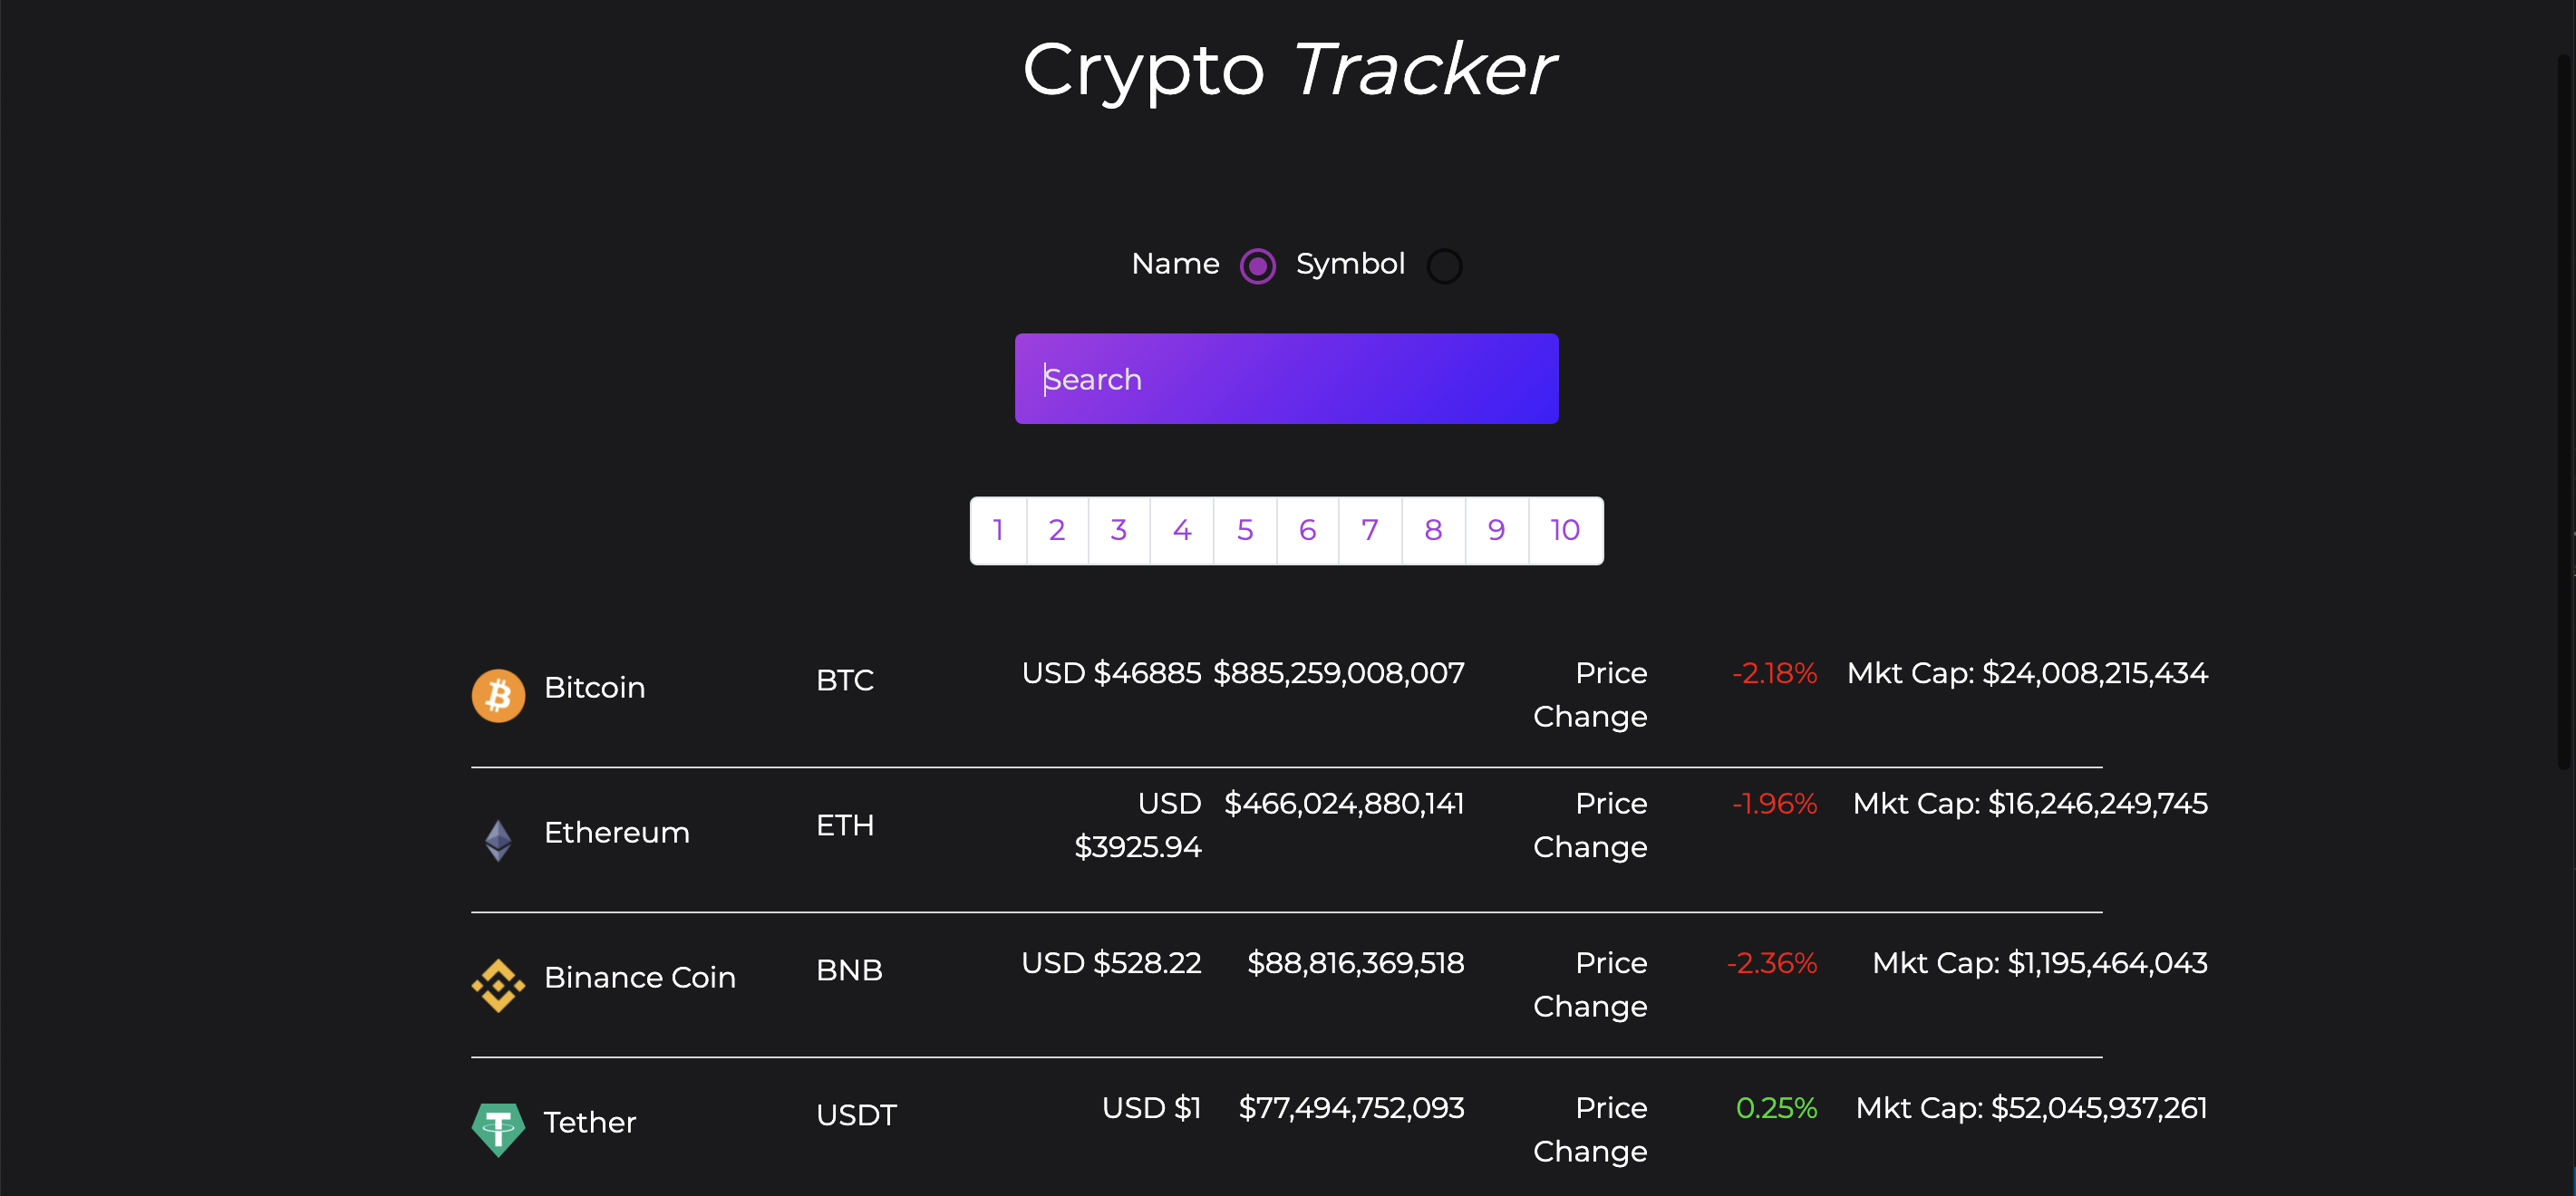 Crypto Tracker
Name Symbol
Search
1 2 3 4 5 6 7 8 9 10
Bitcoin BTC USD $46885 $885,259,008,007 Price Change -2.18% Mkt Cap: $24,008,215,434
Ethereum ETH USD $3925.94 $466,024,880,141 Price Change -1.96% Mkt Cap: $16,246,249,745
Binance Coin BNB USD $528.22 $88,816,369,518 Price Change -2.36% Mkt Cap: $1,195,464,043
Tether USDT USD $1 $77,494,752,093 Price Change 0.25% Mkt Cap: $52,045,937,261